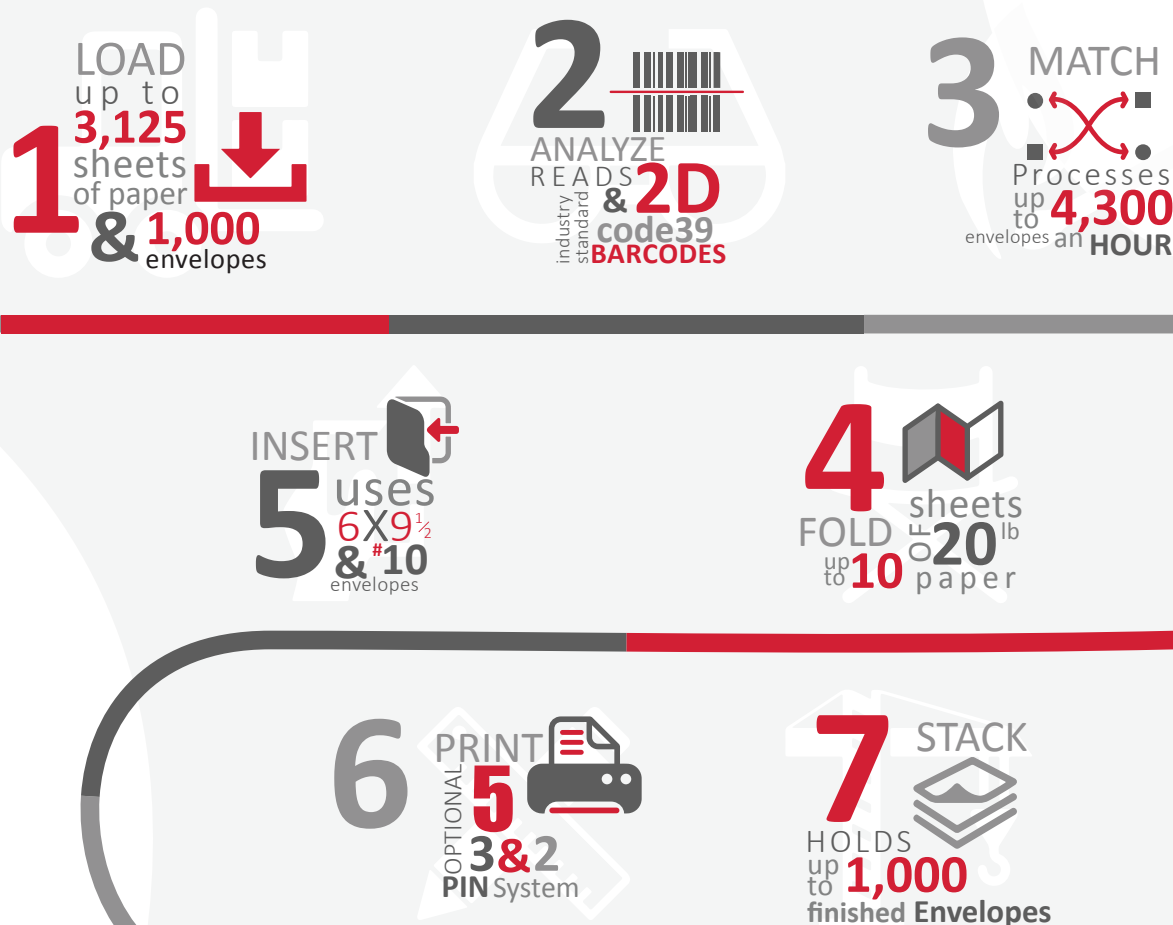 1
LOAD
up to
3,125
sheets
of paper
& 1,000
envelopes
2
ANALYZE
READS
industry
standard
& 2D
code39
BARCODES
3
MATCH
Processes
up
to 4,300
envelopes an HOUR
4
FOLD
up
to 10
sheets
OF 20 lb
paper
INSERT
5
uses
6X9½
& #10
envelopes
6
PRINT
OPTIONAL
5
3&2
PIN System
7
STACK
HOLDS
up
to 1,000
finished Envelopes